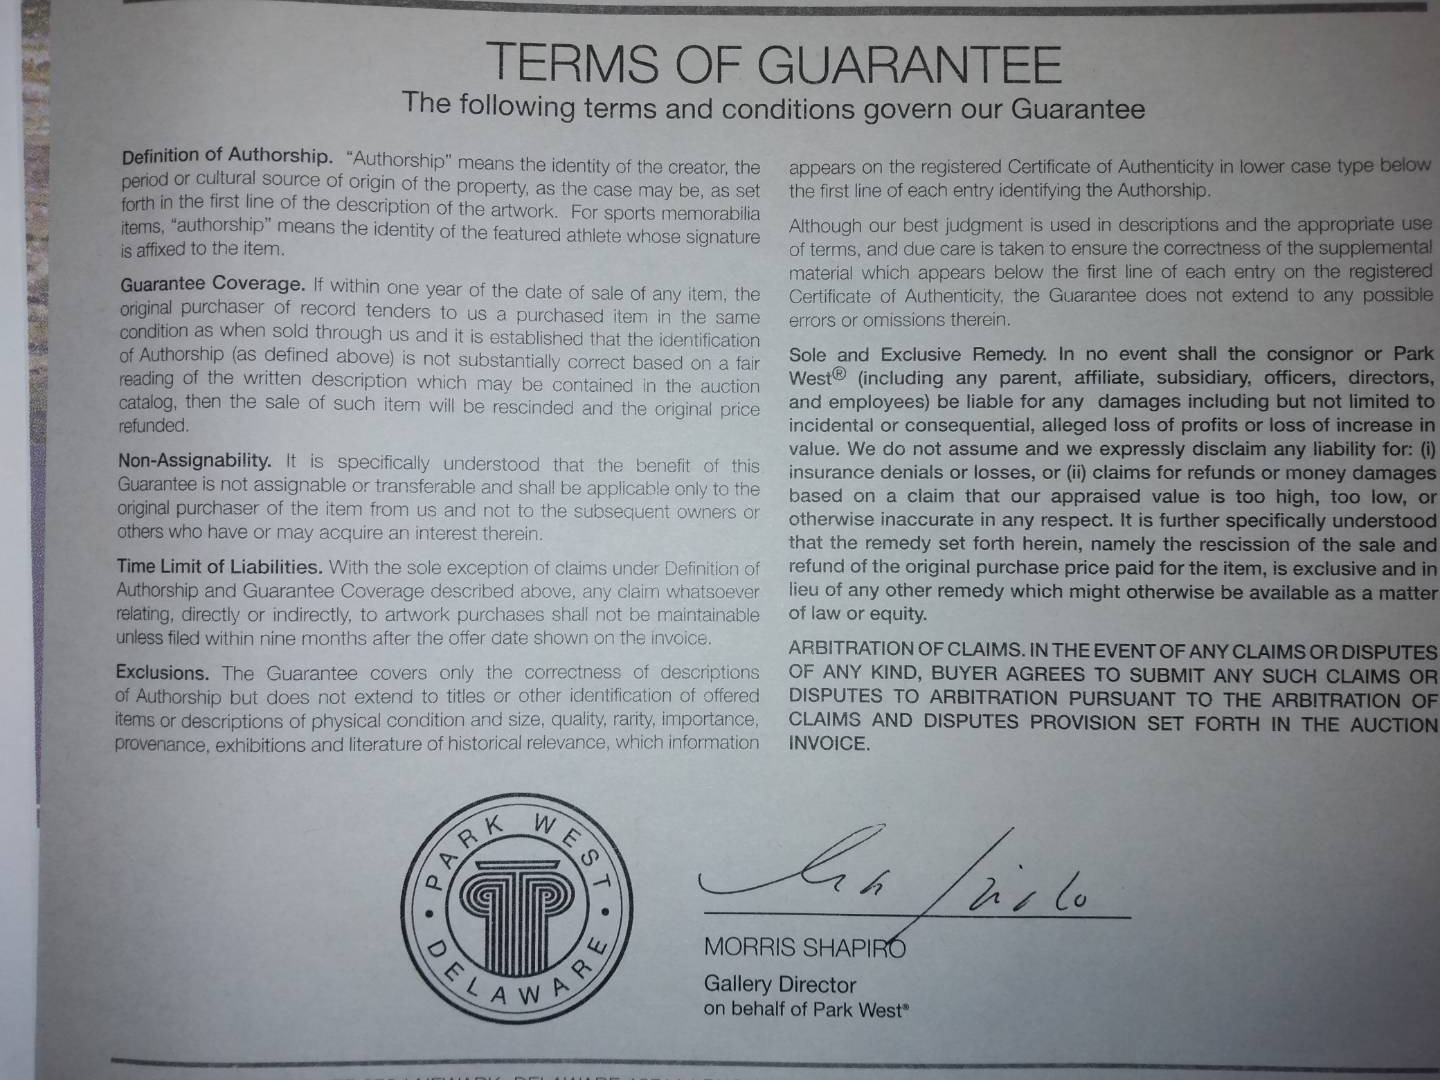 TERMS OF GUARANTEE
The following terms and conditions govern our Guarantee
Definition of Authorship. “Authorship” means the identity of the creator, the
period or cultural source of origin of the property, as the case may be, as set
forth in the first line of the description of the artwork. For sports memorabilia
items, “authorship” means the identity of the featured athlete whose signature
is affixed to the item.
Guarantee Coverage. If within one year of the date of sale of any item, the
original purchaser of record tenders to us a purchased item in the same
condition as when sold through us and it is established that the identification
of Authorship (as defined above) is not substantially correct based on a fair
reading of the written description which may be contained in the auction
catalog, then the sale of such item will be rescinded and the original price
refunded.
Non-Assignability. It is specifically understood that the benefit of this
Guarantee is not assignable or transferable and shall be applicable only to the
original purchaser of the item from us and not to the subsequent owners or
others who have or may acquire an interest therein.
Time Limit of Liabilities. With the sole exception of claims under Definition of
Authorship and Guarantee Coverage described above, any claim whatsoever
relating, directly or indirectly, to artwork purchases shall not be maintainable
unless filed within nine months after the offer date shown on the invoice.
Exclusions. The Guarantee covers only the correctness of descriptions
of Authorship but does not extend to titles or other identification of offered
items or descriptions of physical condition and size, quality, rarity, importance,
provenance, exhibitions and literature of historical relevance, which information
appears on the registered Certificate of Authenticity in lower case type below
the first line of each entry identifying the Authorship.
Although our best judgment is used in descriptions and the appropriate use
of terms, and due care is taken to ensure the correctness of the supplemental
material which appears below the first line of each entry on the registered
Certificate of Authenticity, the Guarantee does not extend to any possible
errors or omissions therein.
Sole and Exclusive Remedy. In no event shall the consignor or Park
West® (including any parent, affiliate, subsidiary, officers, directors,
and employees) be liable for any damages including but not limited to
incidental or consequential, alleged loss of profits or loss of increase in
value. We do not assume and we expressly disclaim any liability for: (i)
insurance denials or losses, or (ii) claims for refunds or money damages
based on a claim that our appraised value is too high, too low, or
otherwise inaccurate in any respect. It is further specifically understood
that the remedy set forth herein, namely the rescission of the sale and
refund of the original purchase price paid for the item, is exclusive and in
lieu of any other remedy which might otherwise be available as a matter
of law or equity.
ARBITRATION OF CLAIMS. IN THE EVENT OF ANY CLAIMS OR DISPUTES
OF ANY KIND, BUYER AGREES TO SUBMIT ANY SUCH CLAIMS OR
DISPUTES TO ARBITRATION PURSUANT TO THE ARBITRATION OF
CLAIMS AND DISPUTES PROVISION SET FORTH IN THE AUCTION
INVOICE.
PARK WEST
DELAWARE
MORRIS SHAPIRO
Gallery Director
on behalf of Park West®